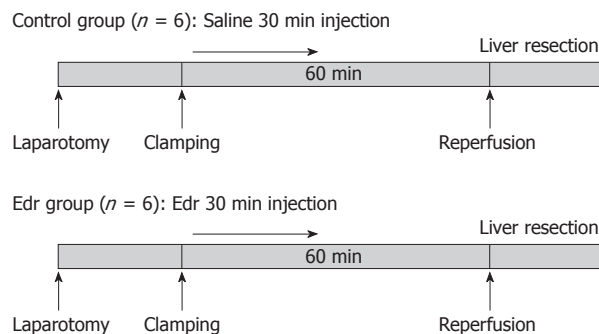 Control group (n = 6): Saline 30 min injection
Liver resection
60 min
Laparotomy Clamping Reperfusion
Edr group (n = 6): Edr 30 min injection
Liver resection
60 min
Laparotomy Clamping Reperfusion